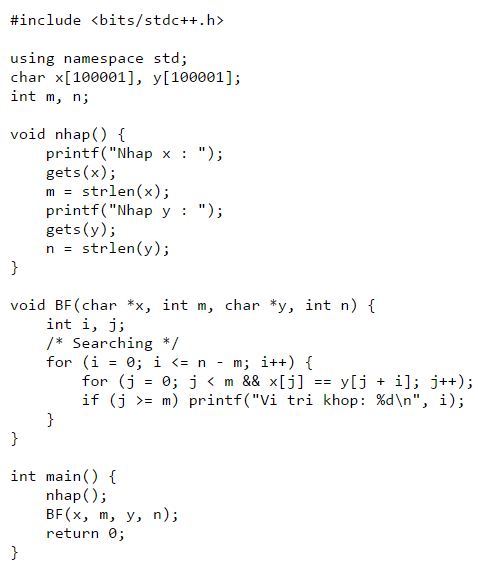 #include <bits/stdc++.h>

using namespace std;
char x[100001], y[100001];
int m, n;

void nhap() {
    printf("Nhap x : ");
    gets(x);
    m = strlen(x);
    printf("Nhap y : ");
    gets(y);
    n = strlen(y);
}

void BF(char *x, int m, char *y, int n) {
    int i, j;
    /* Searching */
    for (i = 0; i <= n - m; i++) {
        for (j = 0; j < m && x[j] == y[j + i]; j++);
        if (j >= m) printf("Vi tri khop: %d\n", i);
    }
}

int main() {
    nhap();
    BF(x, m, y, n);
    return 0;
}